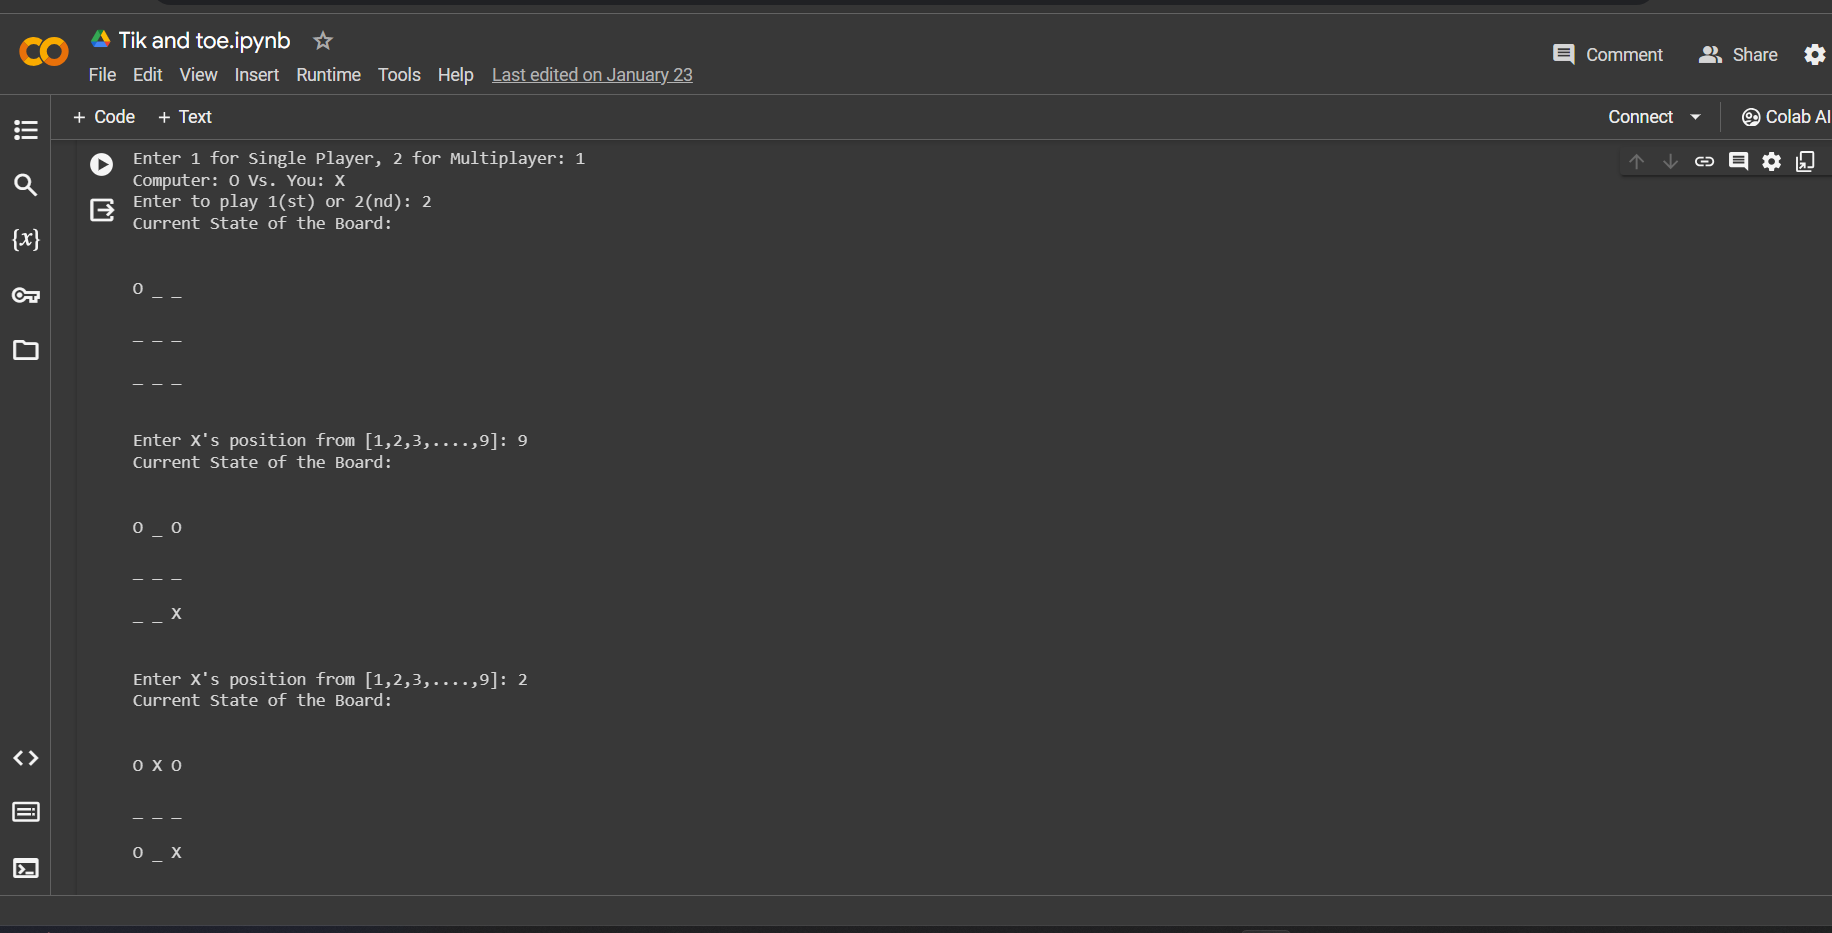 Tik and toe.ipynb
File Edit View Insert Runtime Tools Help Last edited on January 23
Comment Share
+ Code + Text
Connect Colab AI
Enter 1 for Single Player, 2 for Multiplayer: 1
Computer: O Vs. You: X
Enter to play 1(st) or 2(nd): 2
Current State of the Board:
O _ _
_ _ _
_ _ _
Enter X's position from [1,2,3,....,9]: 9
Current State of the Board:
O _ O
_ _ _
_ _ X
Enter X's position from [1,2,3,....,9]: 2
Current State of the Board:
O X O
_ _ _
O _ X
{x}